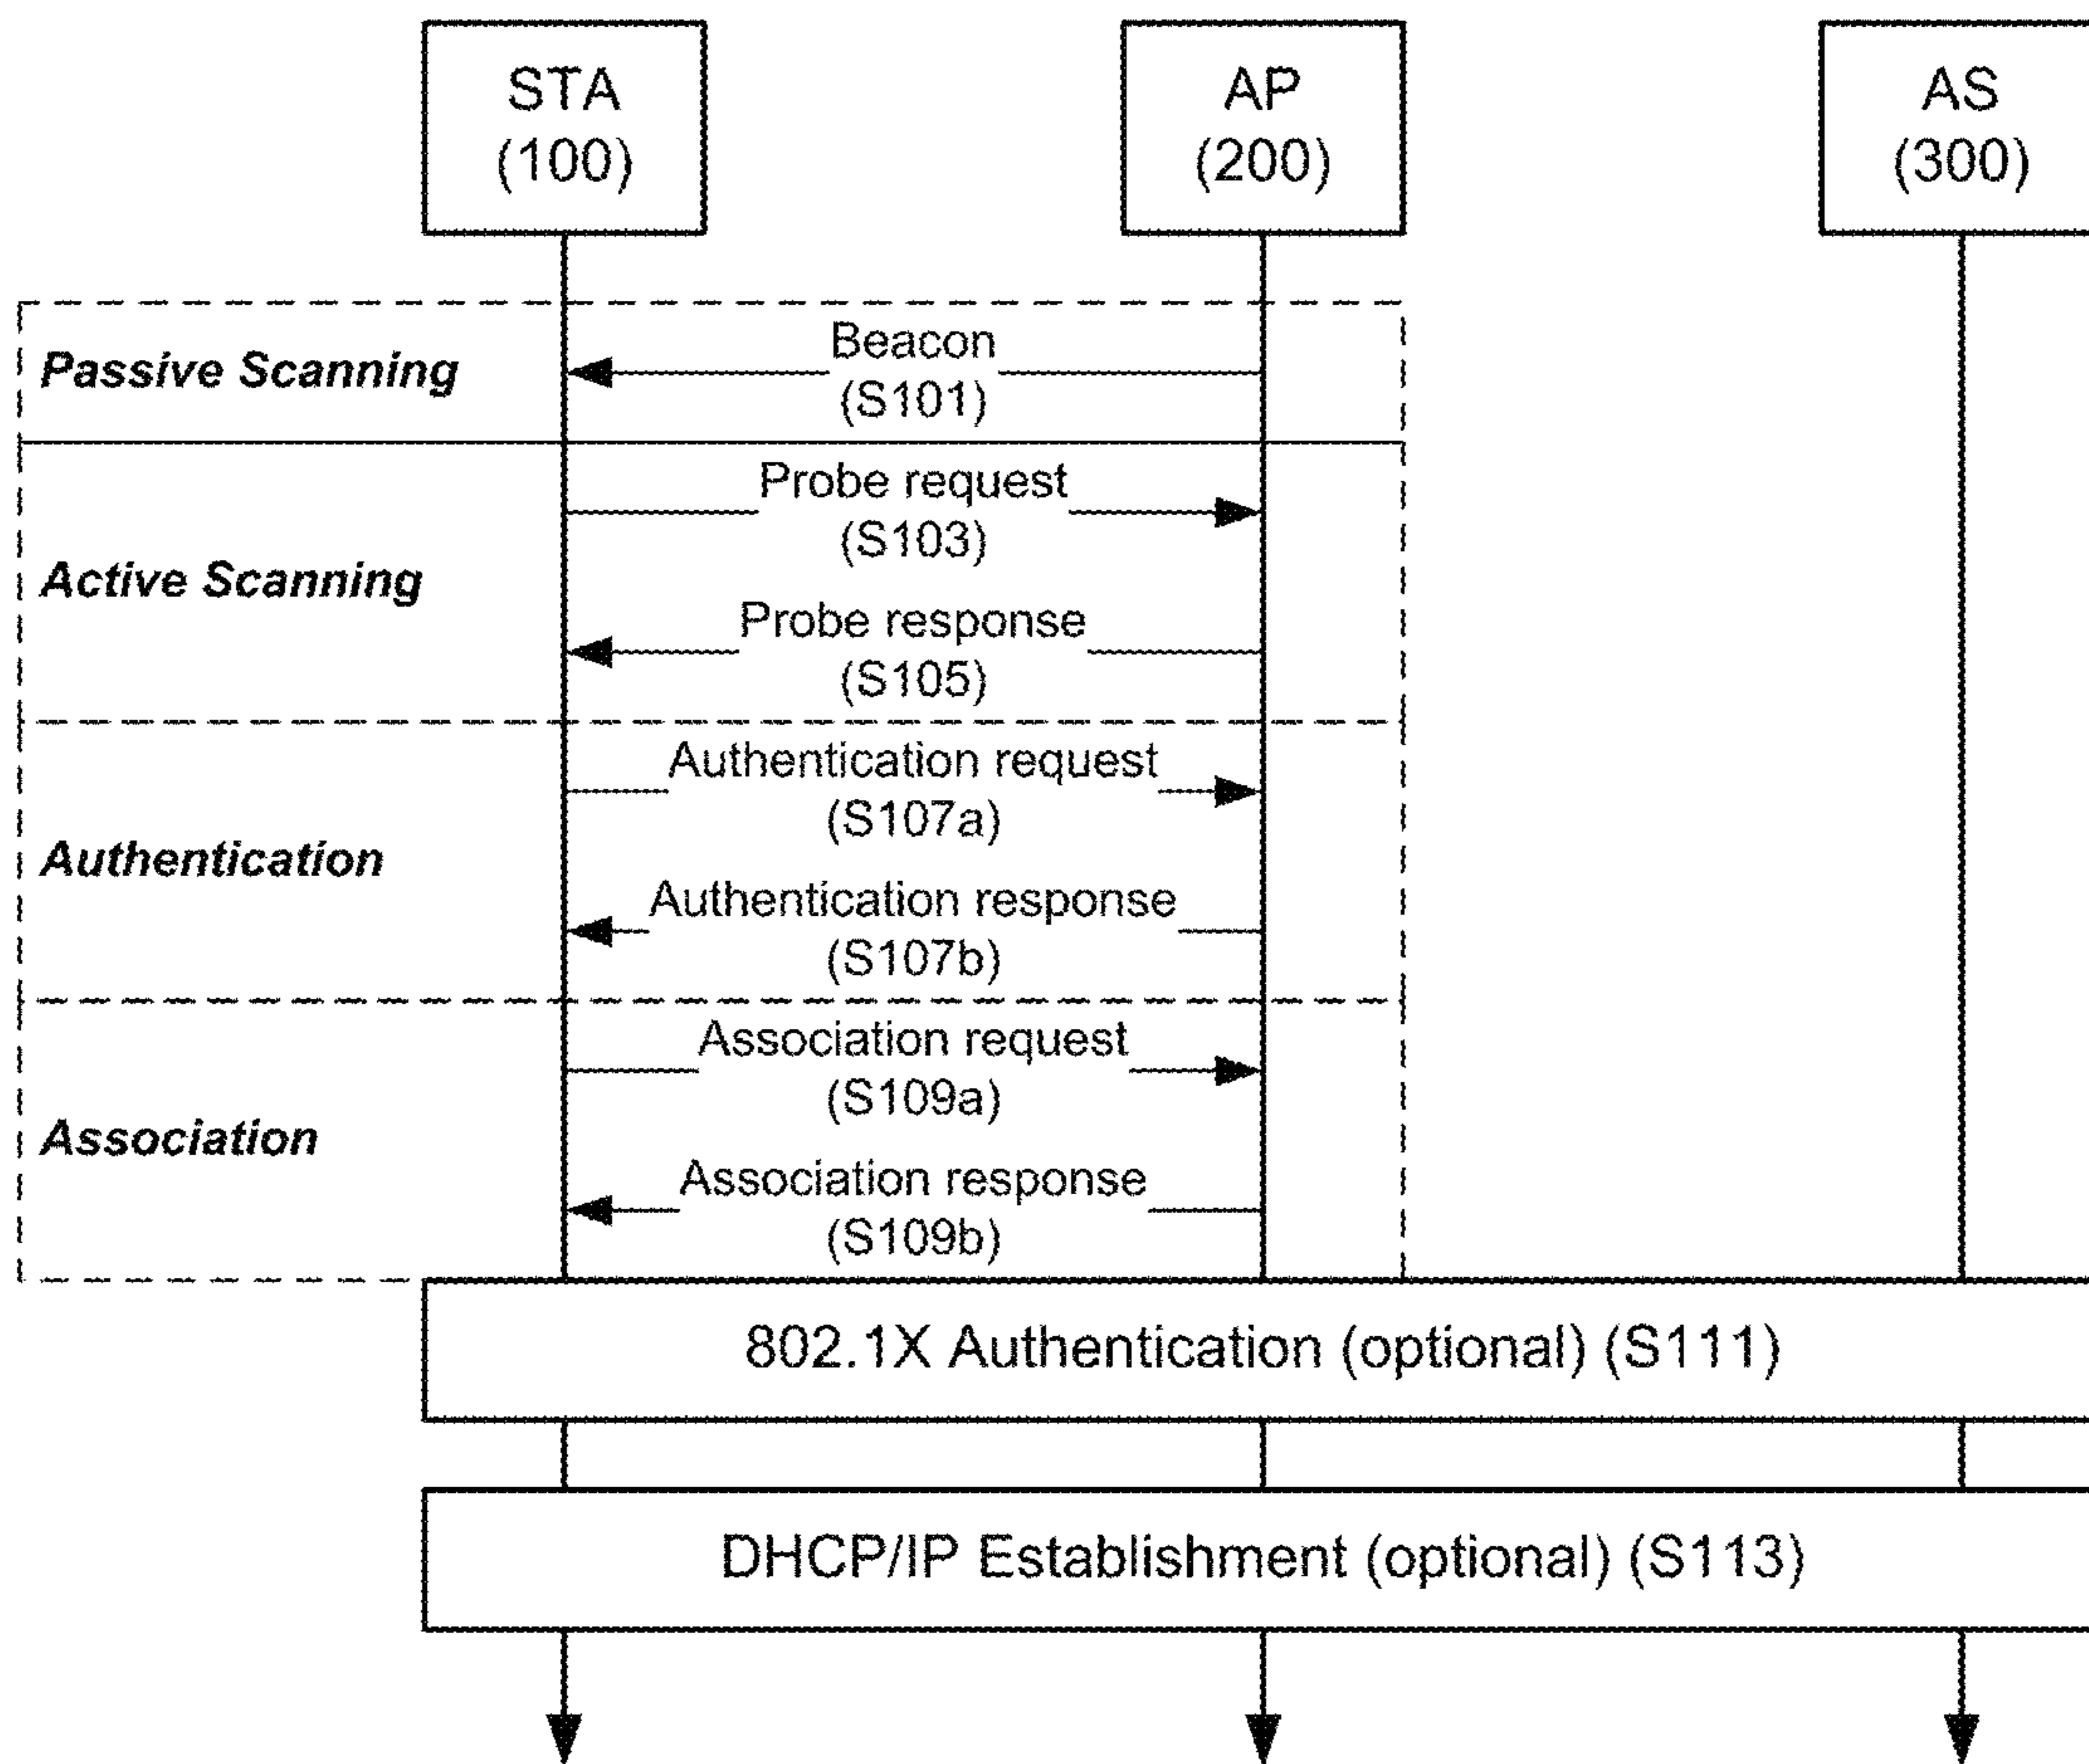 STA
(100)
AP
(200)
AS
(300)
Passive Scanning
Beacon
(S101)
Active Scanning
Probe request
(S103)
Probe response
(S105)
Authentication
Authentication request
(S107a)
Authentication response
(S107b)
Association
Association request
(S109a)
Association response
(S109b)
802.1X Authentication (optional) (S111)
DHCP/IP Establishment (optional) (S113)